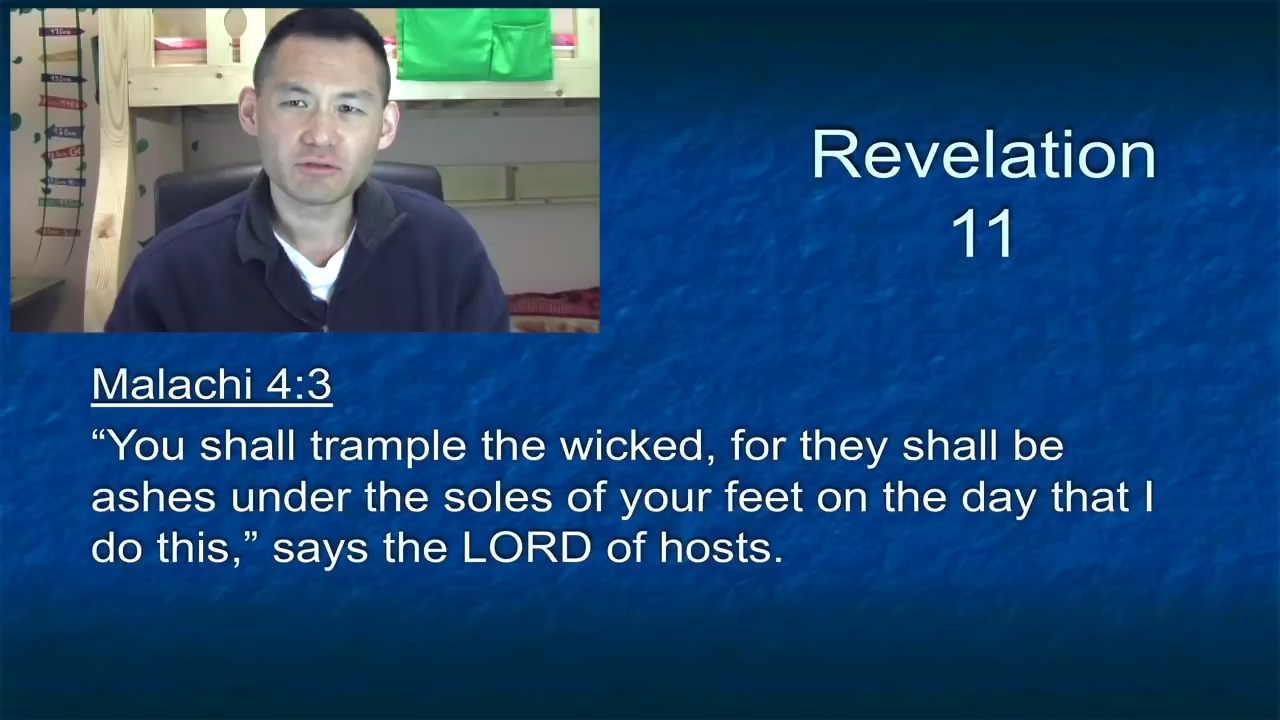 Revelation
11
Malachi 4:3
“You shall trample the wicked, for they shall be
ashes under the soles of your feet on the day that I
do this,” says the LORD of hosts.